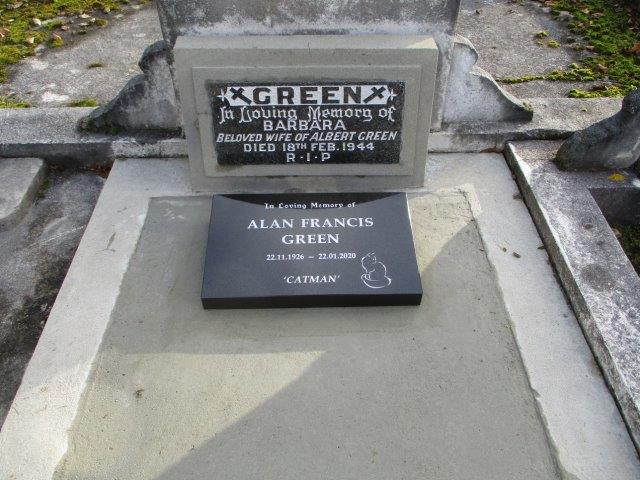 GREEN
In Loving Memory of
BARBARA
BELOVED WIFE OF ALBERT GREEN
DIED 18TH FEB. 1944
R·I·P
In Loving Memory of
ALAN FRANCIS
GREEN
22.11.1926 – 22.01.2020
'CATMAN'